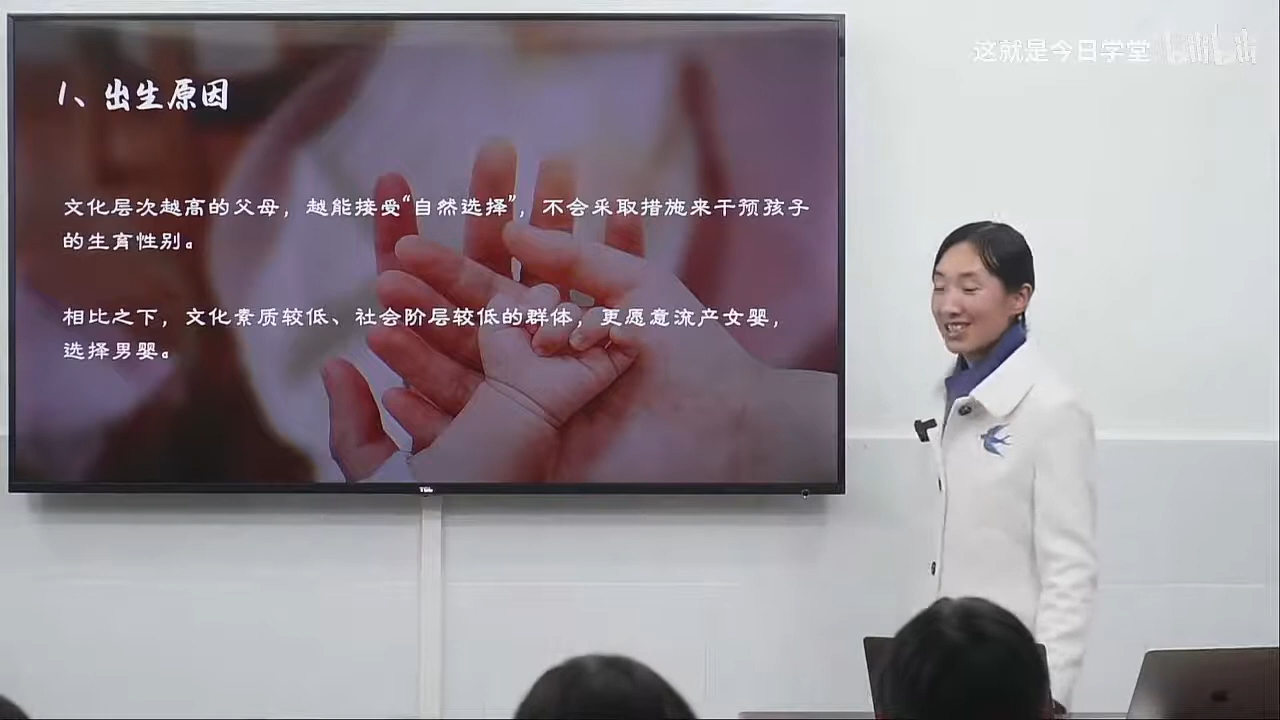 这就是今日学堂 bilibili
1、出生原因
文化层次越高的父母，越能接受“自然选择”，不会采取措施来干预孩子
的生育性别。
相比之下，文化素质较低、社会阶层较低的群体，更愿意流产女婴，
选择男婴。
TCL